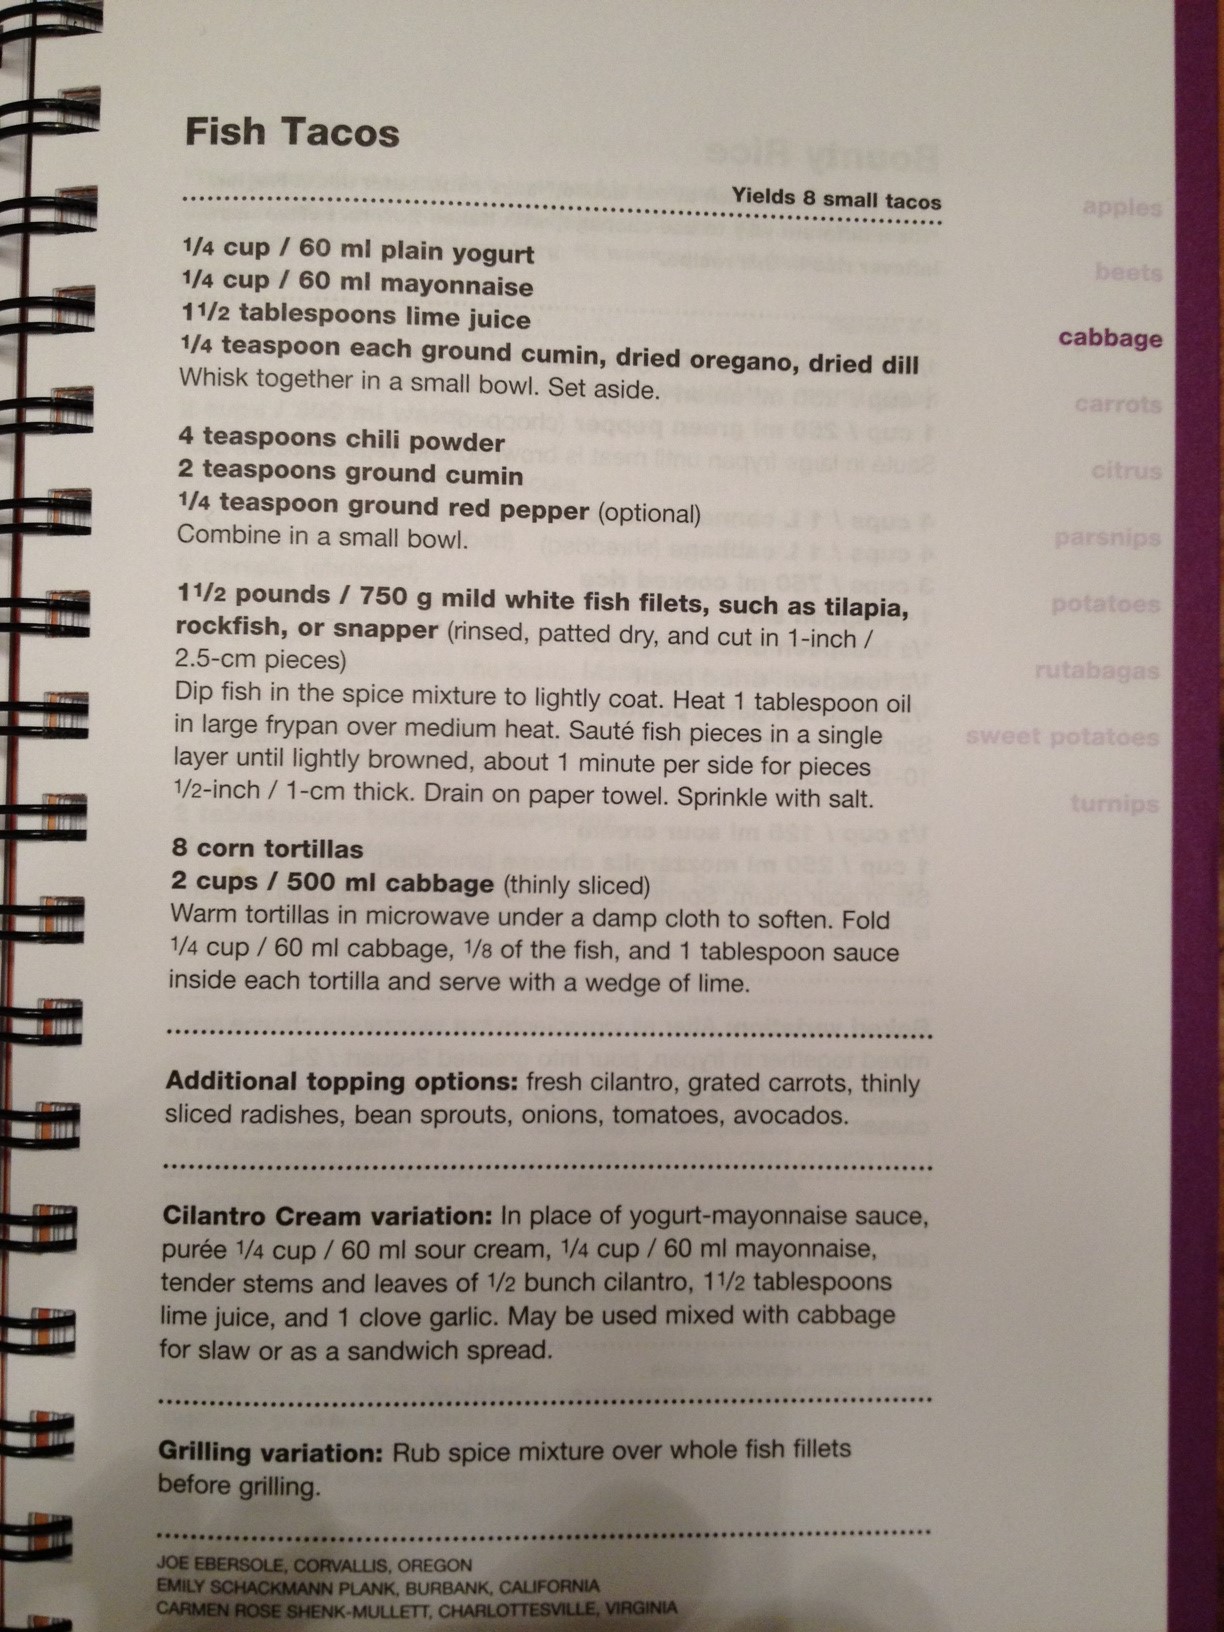 Fish Tacos
Yields 8 small tacos
1/4 cup / 60 ml plain yogurt
1/4 cup / 60 ml mayonnaise
1 1/2 tablespoons lime juice
1/4 teaspoon each ground cumin, dried oregano, dried dill
Whisk together in a small bowl. Set aside.
4 teaspoons chili powder
2 teaspoons ground cumin
1/4 teaspoon ground red pepper (optional)
Combine in a small bowl.
1 1/2 pounds / 750 g mild white fish filets, such as tilapia,
rockfish, or snapper (rinsed, patted dry, and cut in 1-inch /
2.5-cm pieces)
Dip fish in the spice mixture to lightly coat. Heat 1 tablespoon oil
in large frypan over medium heat. Sauté fish pieces in a single
layer until lightly browned, about 1 minute per side for pieces
1/2-inch / 1-cm thick. Drain on paper towel. Sprinkle with salt.
8 corn tortillas
2 cups / 500 ml cabbage (thinly sliced)
Warm tortillas in microwave under a damp cloth to soften. Fold
1/4 cup / 60 ml cabbage, 1/8 of the fish, and 1 tablespoon sauce
inside each tortilla and serve with a wedge of lime.
Additional topping options: fresh cilantro, grated carrots, thinly
sliced radishes, bean sprouts, onions, tomatoes, avocados.
Cilantro Cream variation: In place of yogurt-mayonnaise sauce,
purée 1/4 cup / 60 ml sour cream, 1/4 cup / 60 ml mayonnaise,
tender stems and leaves of 1/2 bunch cilantro, 1 1/2 tablespoons
lime juice, and 1 clove garlic. May be used mixed with cabbage
for slaw or as a sandwich spread.
Grilling variation: Rub spice mixture over whole fish fillets
before grilling.
JOE EBERSOLE, CORVALLIS, OREGON
EMILY SCHACKMANN PLANK, BURBANK, CALIFORNIA
CARMEN ROSE SHENK-MULLETT, CHARLOTTESVILLE, VIRGINIA
apples
beets
cabbage
carrots
citrus
parsnips
potatoes
rutabagas
sweet potatoes
turnips